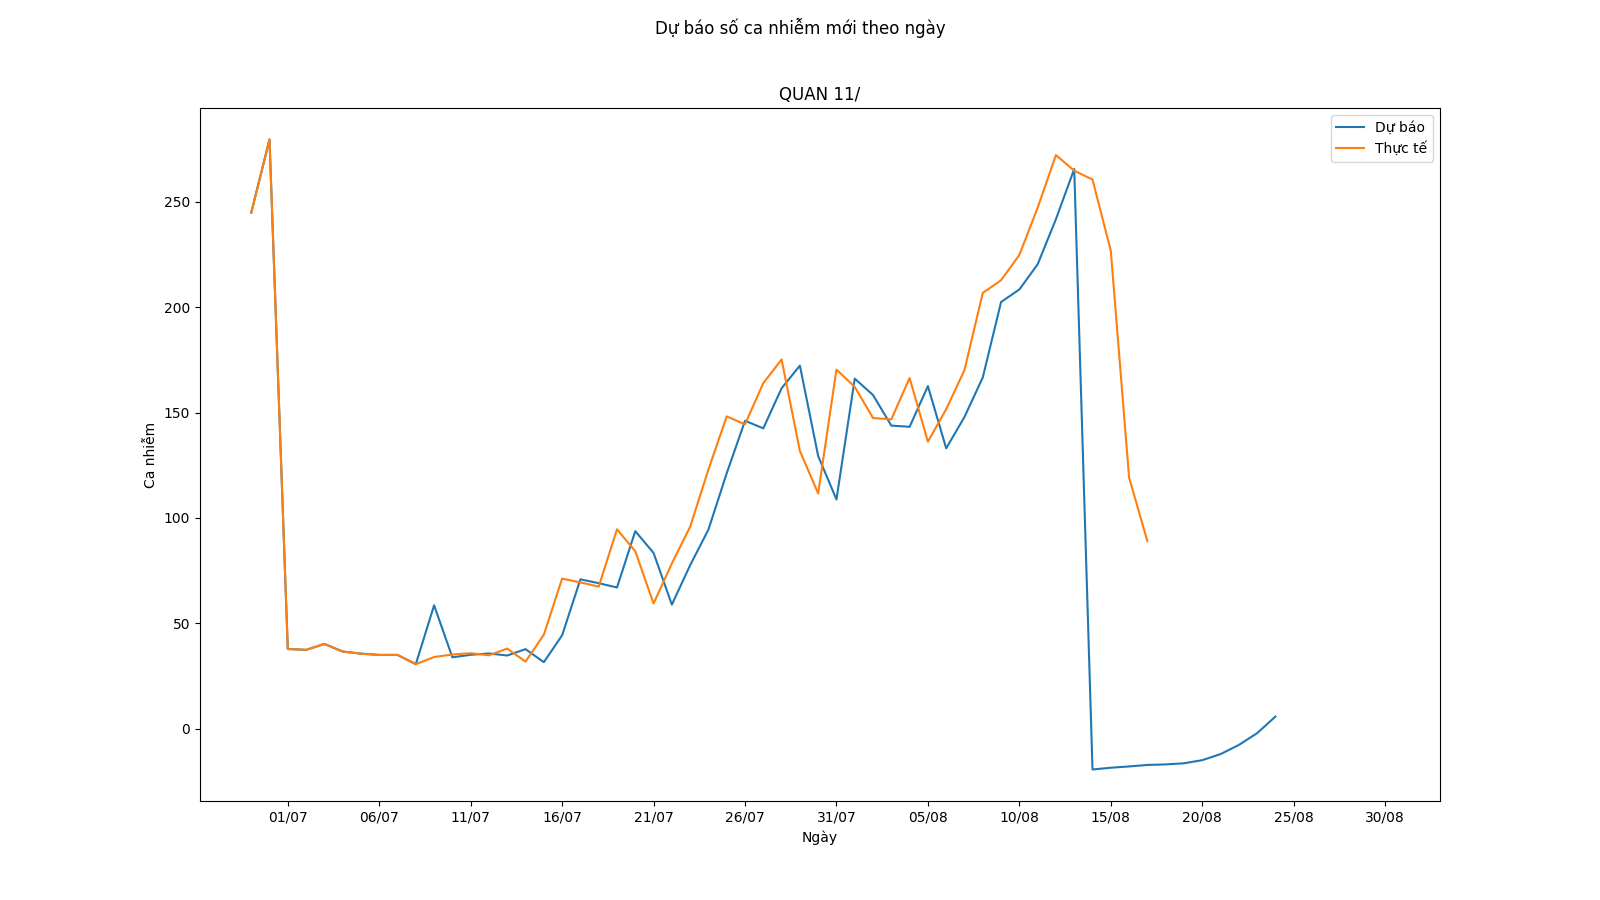 Dự báo số ca nhiễm mới theo ngày
QUAN 11/
Dự báo
Thực tế
Ca nhiễm
250
200
150
100
50
0
01/07 06/07 11/07 16/07 21/07 26/07 31/07 05/08 10/08 15/08 20/08 25/08 30/08
Ngày